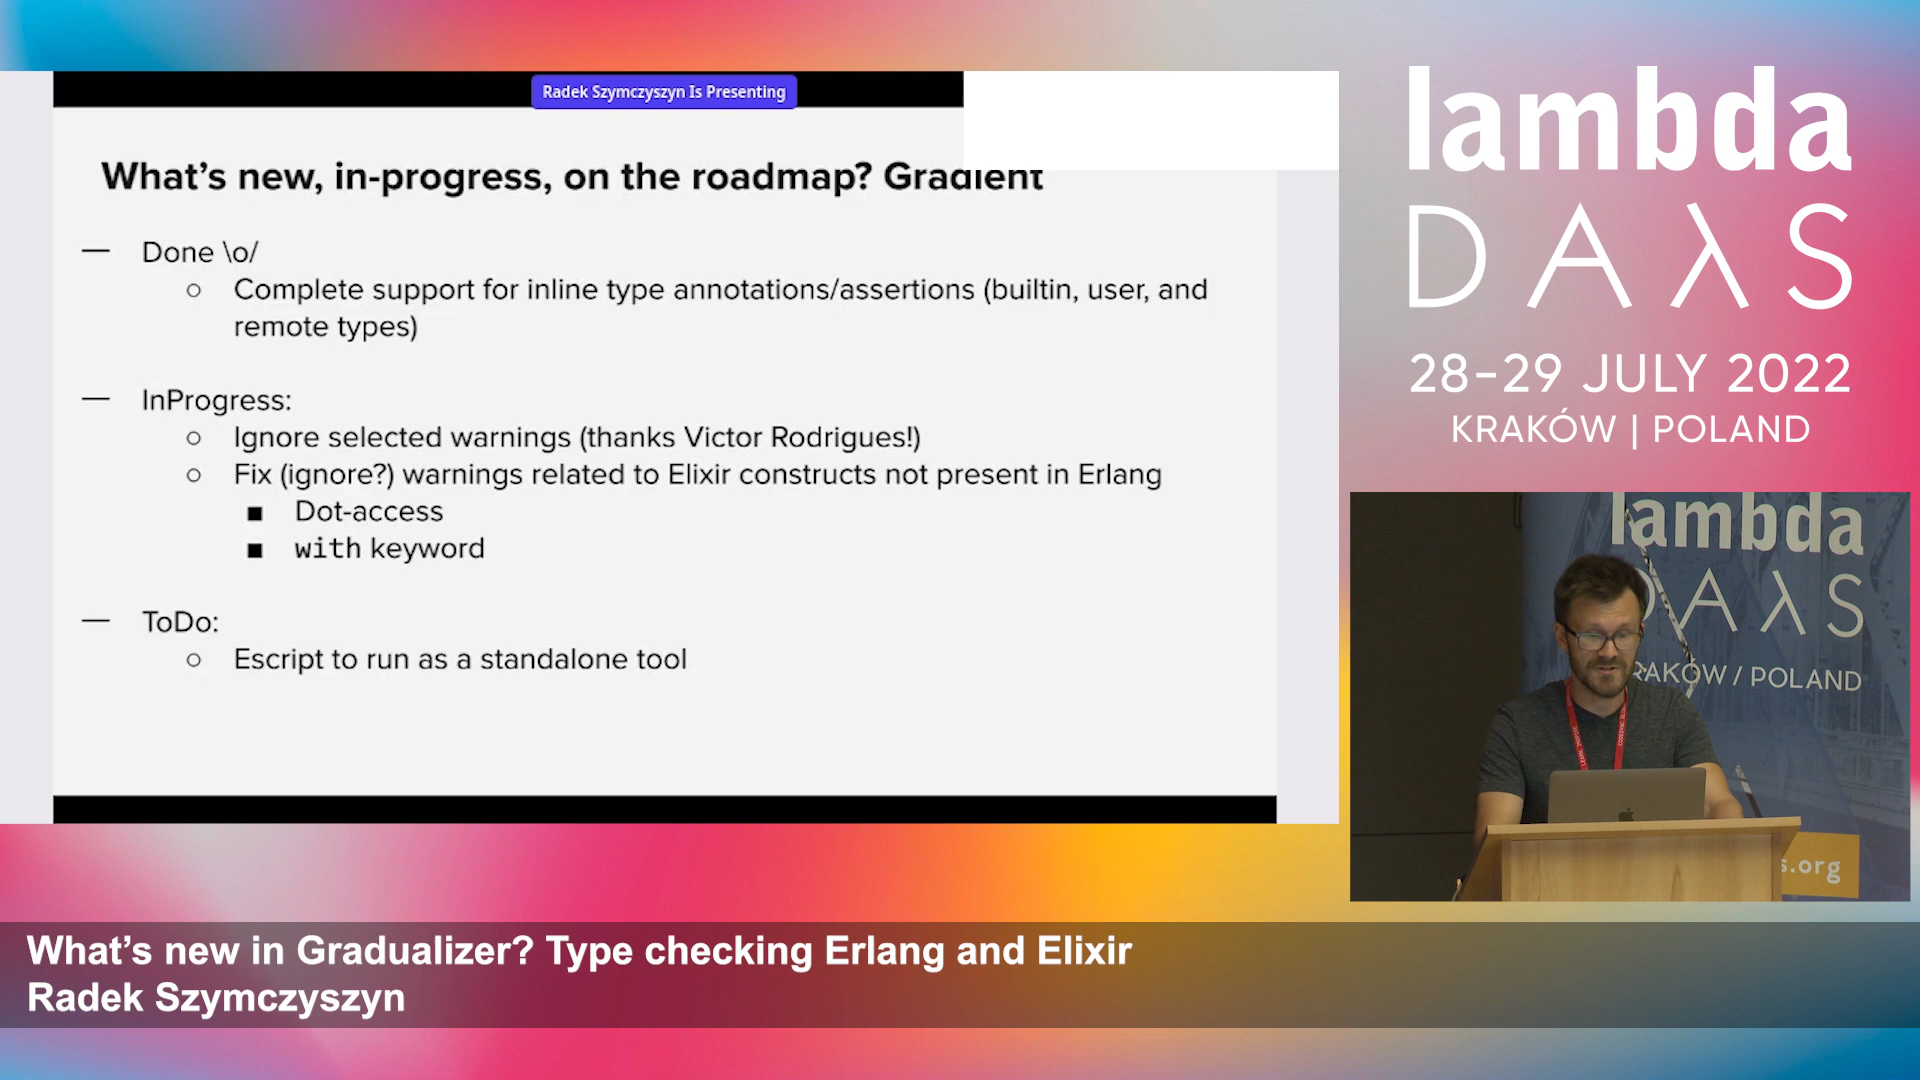 Radek Szymczyszyn Is Presenting
What's new, in-progress, on the roadmap? Gradient
— Done \o/
○ Complete support for inline type annotations/assertions (builtin, user, and
remote types)
— InProgress:
○ Ignore selected warnings (thanks Victor Rodrigues!)
○ Fix (ignore?) warnings related to Elixir constructs not present in Erlang
■ Dot-access
■ with keyword
— ToDo:
○ Escript to run as a standalone tool
lambda
DAλS
28-29 JULY 2022
KRAKÓW | POLAND
lambda
DAλS
RAKÓW / POLAND
s.org
What's new in Gradualizer? Type checking Erlang and Elixir
Radek Szymczyszyn